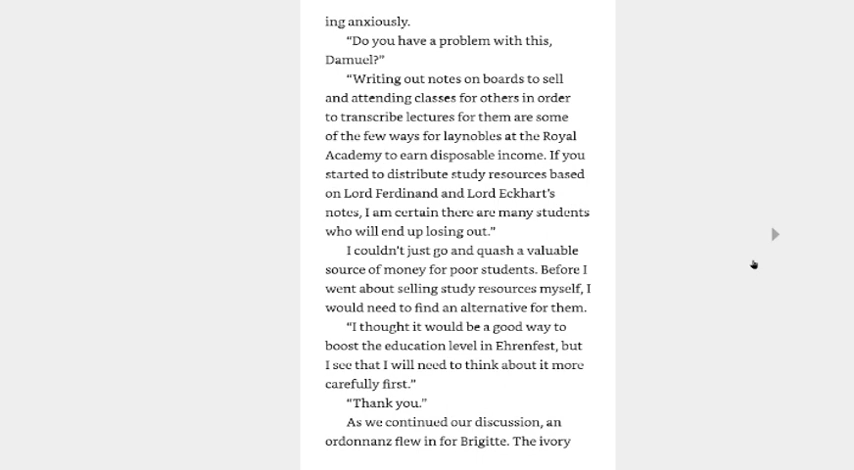 ing anxiously.
“Do you have a problem with this,
Damuel?”
“Writing out notes on boards to sell
and attending classes for others in order
to transcribe lectures for them are some
of the few ways for laynobles at the Royal
Academy to earn disposable income. If you
started to distribute study resources based
on Lord Ferdinand and Lord Eckhart’s
notes, I am certain there are many students
who will end up losing out.”
I couldn’t just go and quash a valuable
source of money for poor students. Before I
went about selling study resources myself, I
would need to find an alternative for them.
“I thought it would be a good way to
boost the education level in Ehrenfest, but
I see that I will need to think about it more
carefully first.”
“Thank you.”
As we continued our discussion, an
ordonnanz flew in for Brigitte. The ivory